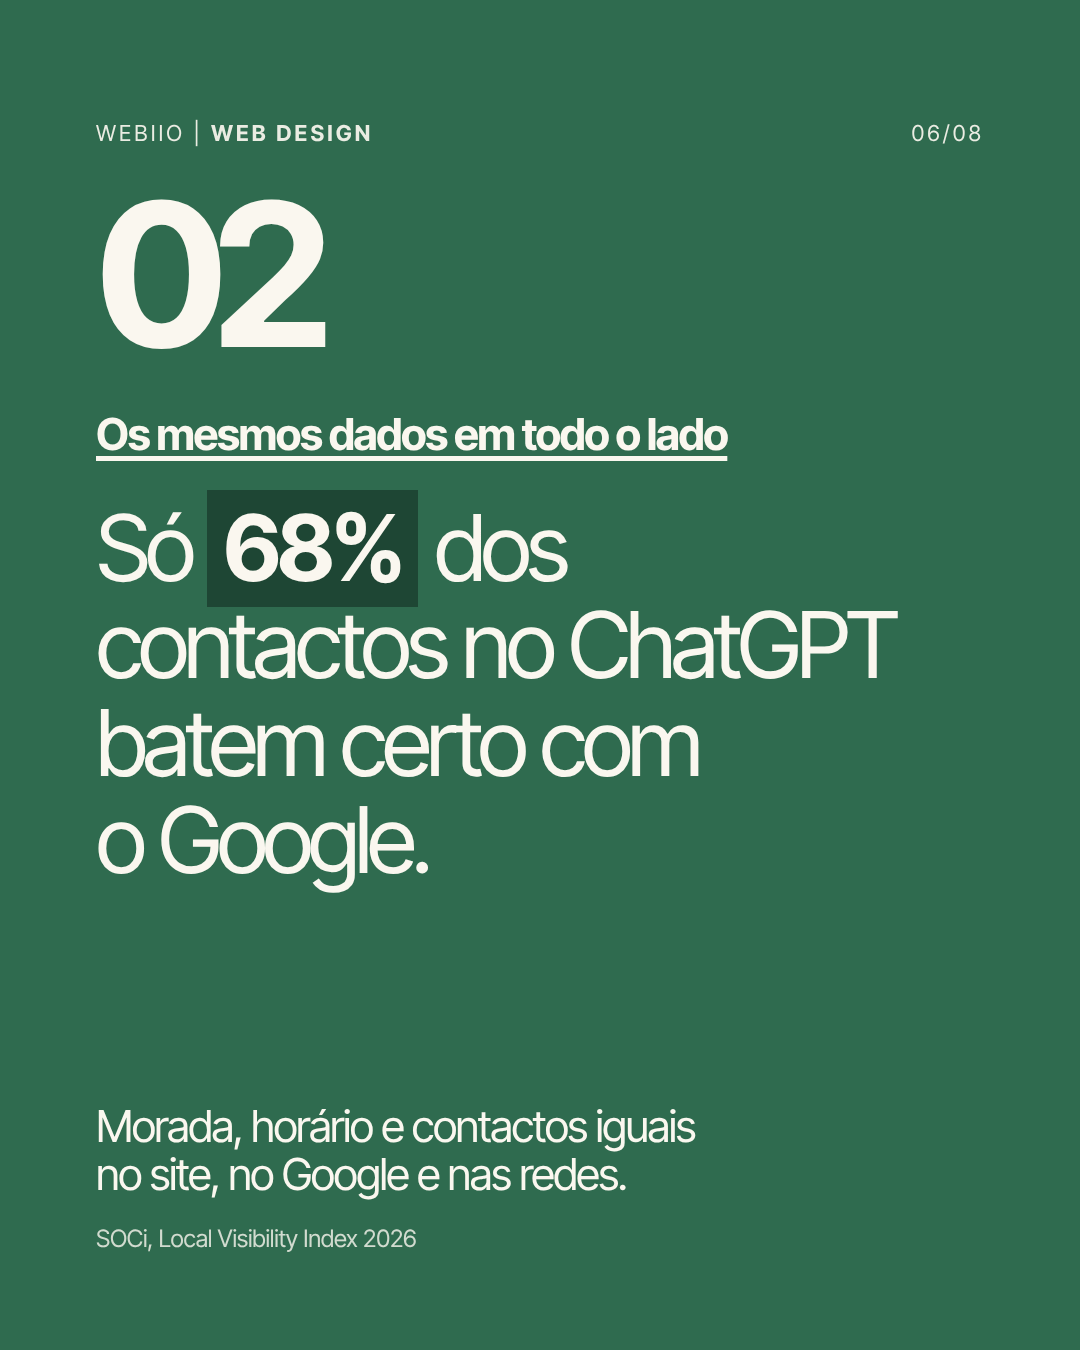 WEBIIO | WEB DESIGN
06/08
02
Os mesmos dados em todo o lado
Só 68% dos
contactos no ChatGPT
batem certo com
o Google.
Morada, horário e contactos iguais
no site, no Google e nas redes.
SOCi, Local Visibility Index 2026